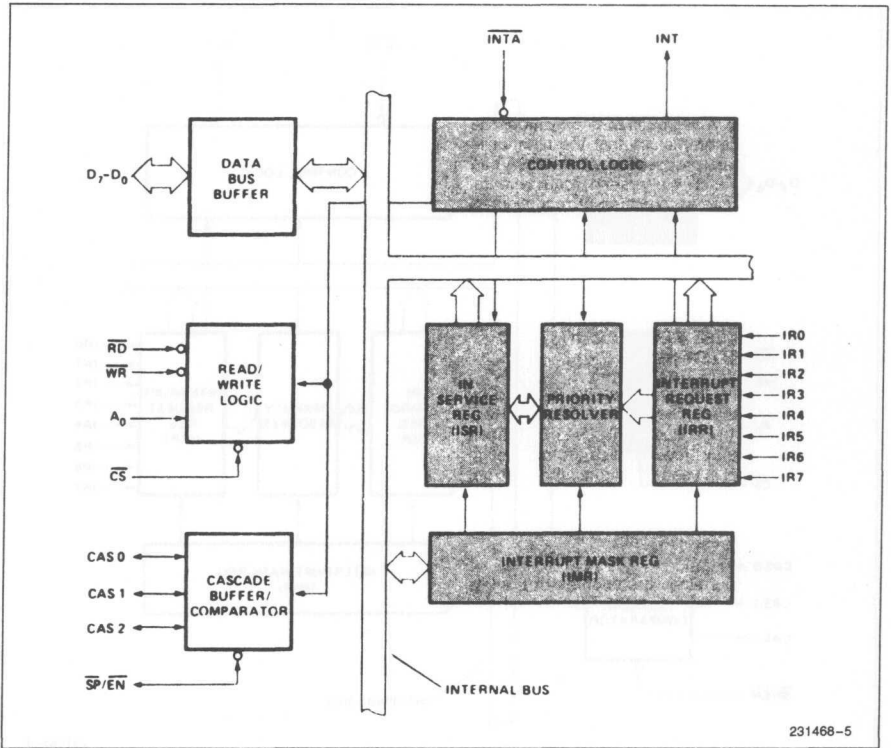 INTA INT
DATA
BUS
BUFFER
D7-D0
CONTROL LOGIC
RD
WR
A0
CS
READ/
WRITE
LOGIC
IN
SERVICE
REG
(ISR)
PRIORITY
RESOLVER
INTERRUPT
REQUEST
REG
(IRR)
IR0
IR1
IR2
IR3
IR4
IR5
IR6
IR7
CAS 0
CAS 1
CAS 2
SP/EN
CASCADE
BUFFER/
COMPARATOR
INTERRUPT MASK REG
(IMR)
INTERNAL BUS
231468-5